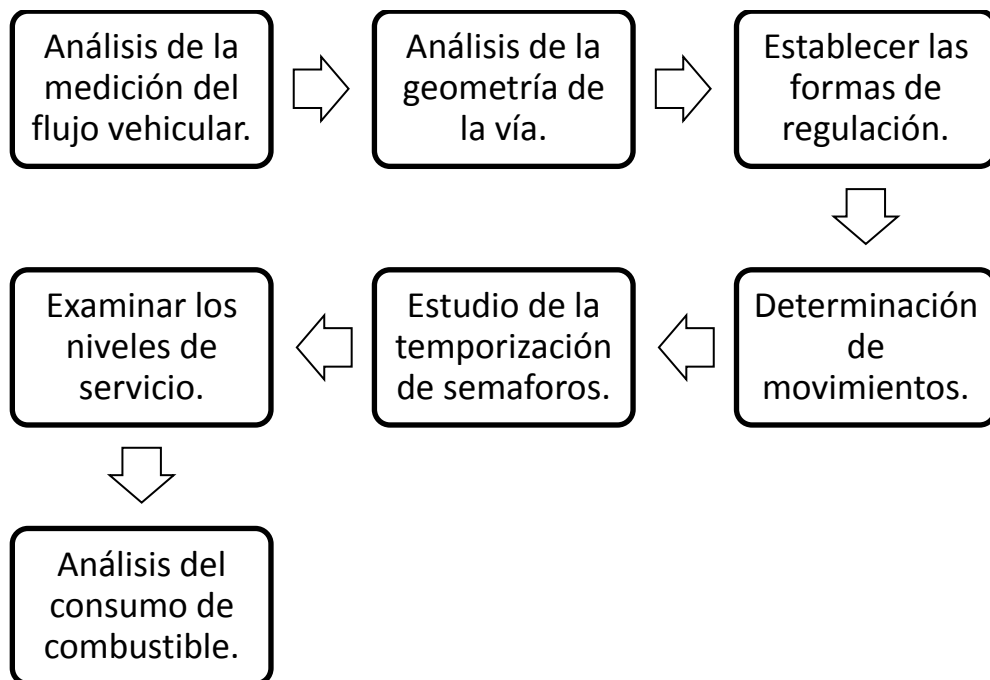 Análisis de la
medición del
flujo vehicular.
Análisis de la
geometría de
la vía.
Establecer las
formas de
regulación.
Determinación
de
movimientos.
Estudio de la
temporización
de semaforos.
Examinar los
niveles de
servicio.
Análisis del
consumo de
combustible.